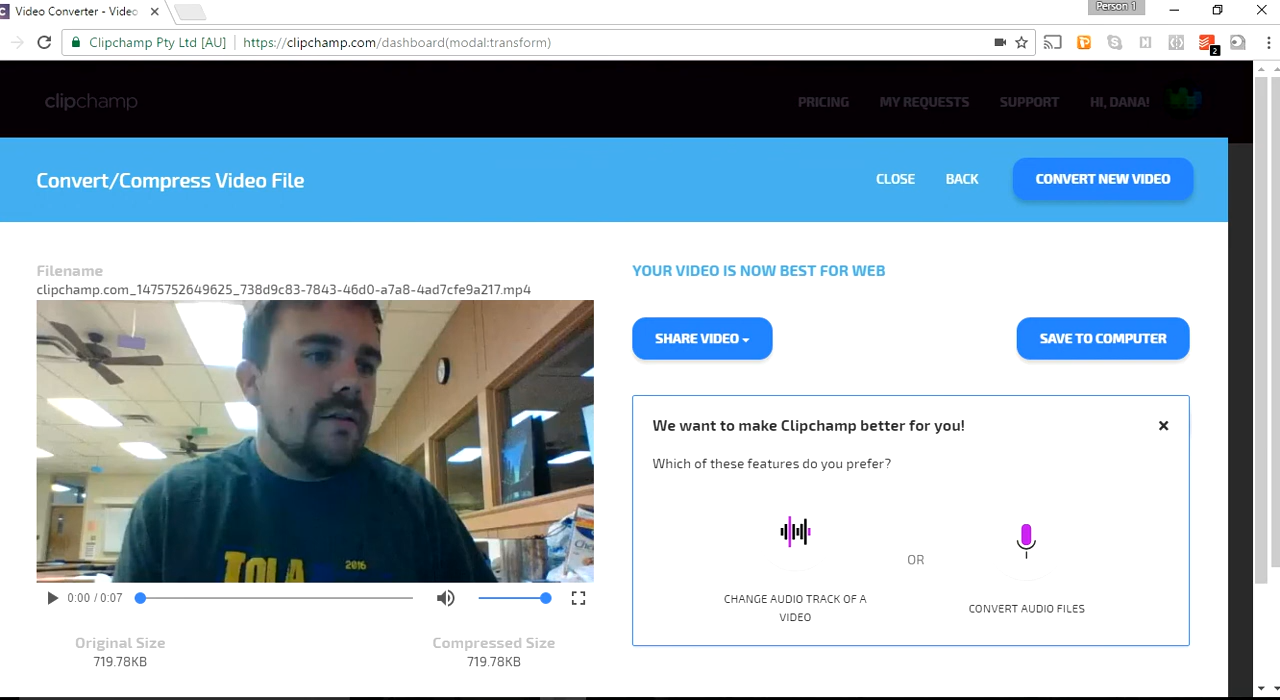 Video Converter - Video
Person 1
Clipchamp Pty Ltd [AU]
https://clipchamp.com/dashboard(modal:transform)
2
clipchamp
PRICING
MY REQUESTS
SUPPORT
HI, DANA!
Convert/Compress Video File
CLOSE
BACK
CONVERT NEW VIDEO
Filename
clipchamp.com_1475752649625_738d9c83-7843-46d0-a7a8-4ad7cfe9a217.mp4
YOUR VIDEO IS NOW BEST FOR WEB
SHARE VIDEO
SAVE TO COMPUTER
We want to make Clipchamp better for you!
Which of these features do you prefer?
CHANGE AUDIO TRACK OF A
VIDEO
OR
CONVERT AUDIO FILES
2016
0:00 / 0:07
Original Size
719.78KB
Compressed Size
719.78KB